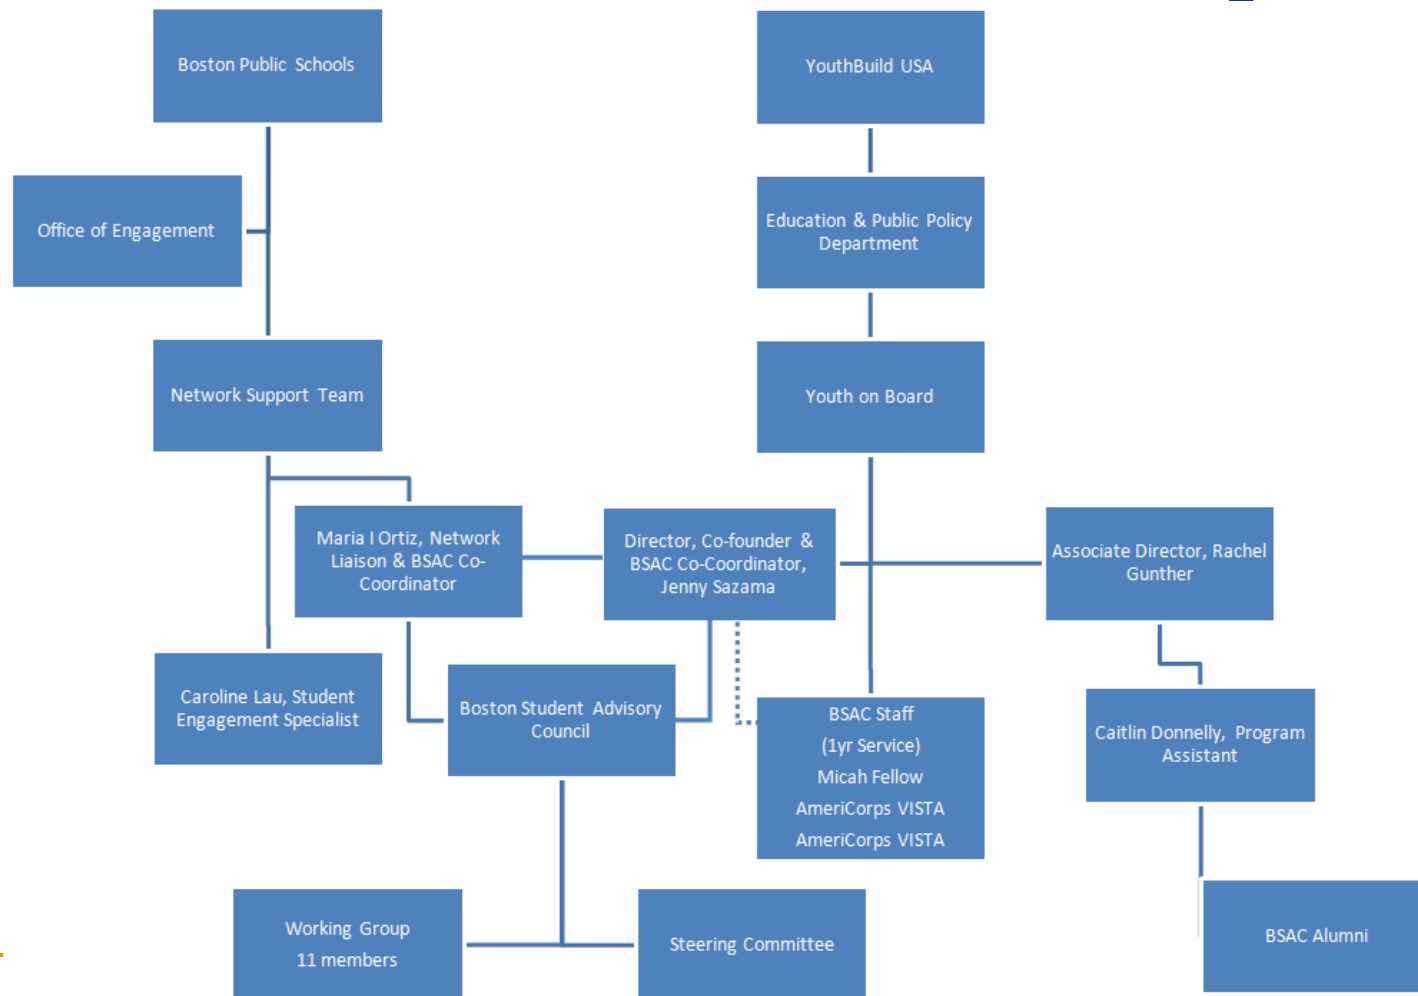 Boston Public Schools
YouthBuild USA
Office of Engagement
Education & Public Policy
Department
Network Support Team
Youth on Board
Maria I Ortiz, Network
Liaison & BSAC Co-
Coordinator
Director, Co-founder &
BSAC Co-Coordinator,
Jenny Sazama
Associate Director, Rachel
Gunther
Caroline Lau, Student
Engagement Specialist
Boston Student Advisory
Council
BSAC Staff
(1yr Service)
Micah Fellow
AmeriCorps VISTA
AmeriCorps VISTA
Caitlin Donnelly, Program
Assistant
Working Group
11 members
Steering Committee
BSAC Alumni